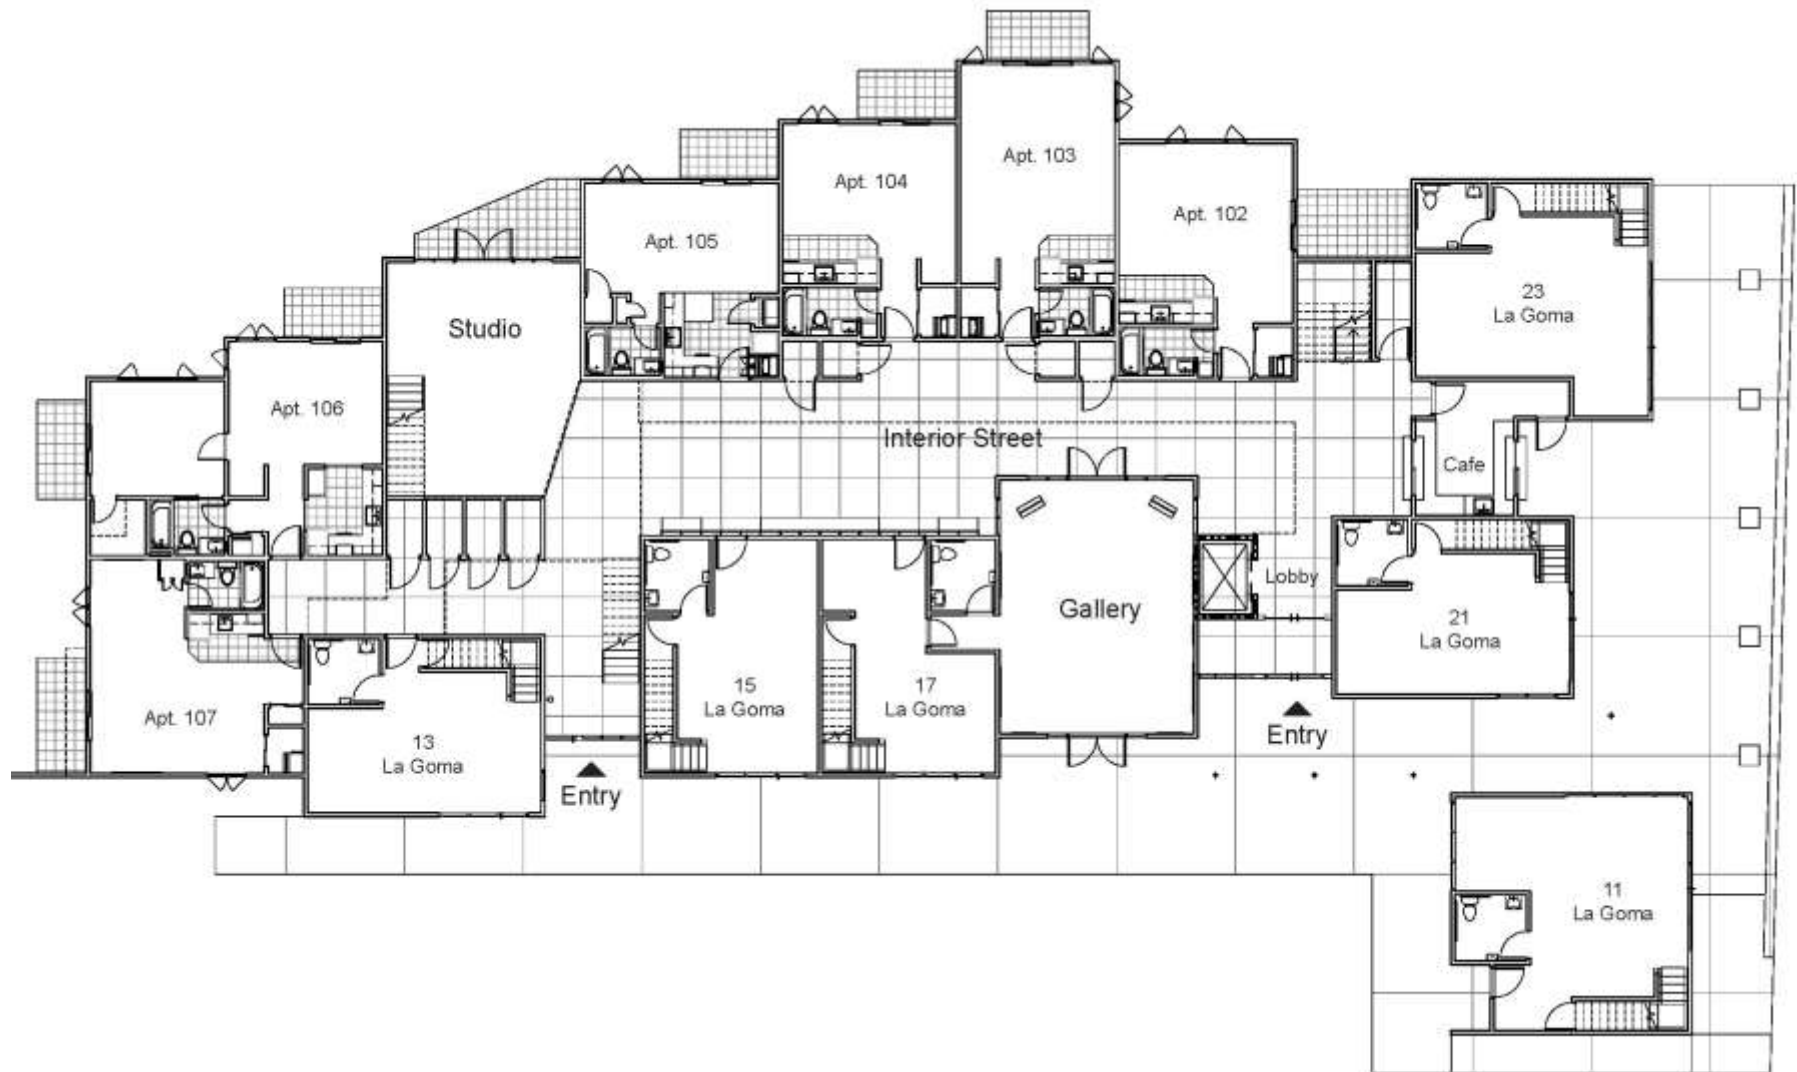 Apt. 103
Apt. 104
Apt. 102
Apt. 105
23
La Goma
Studio
Apt. 106
Interior Street
Cafe
Lobby
Gallery
21
La Goma
15
La Goma
17
La Goma
Apt. 107
13
La Goma
Entry
Entry
11
La Goma